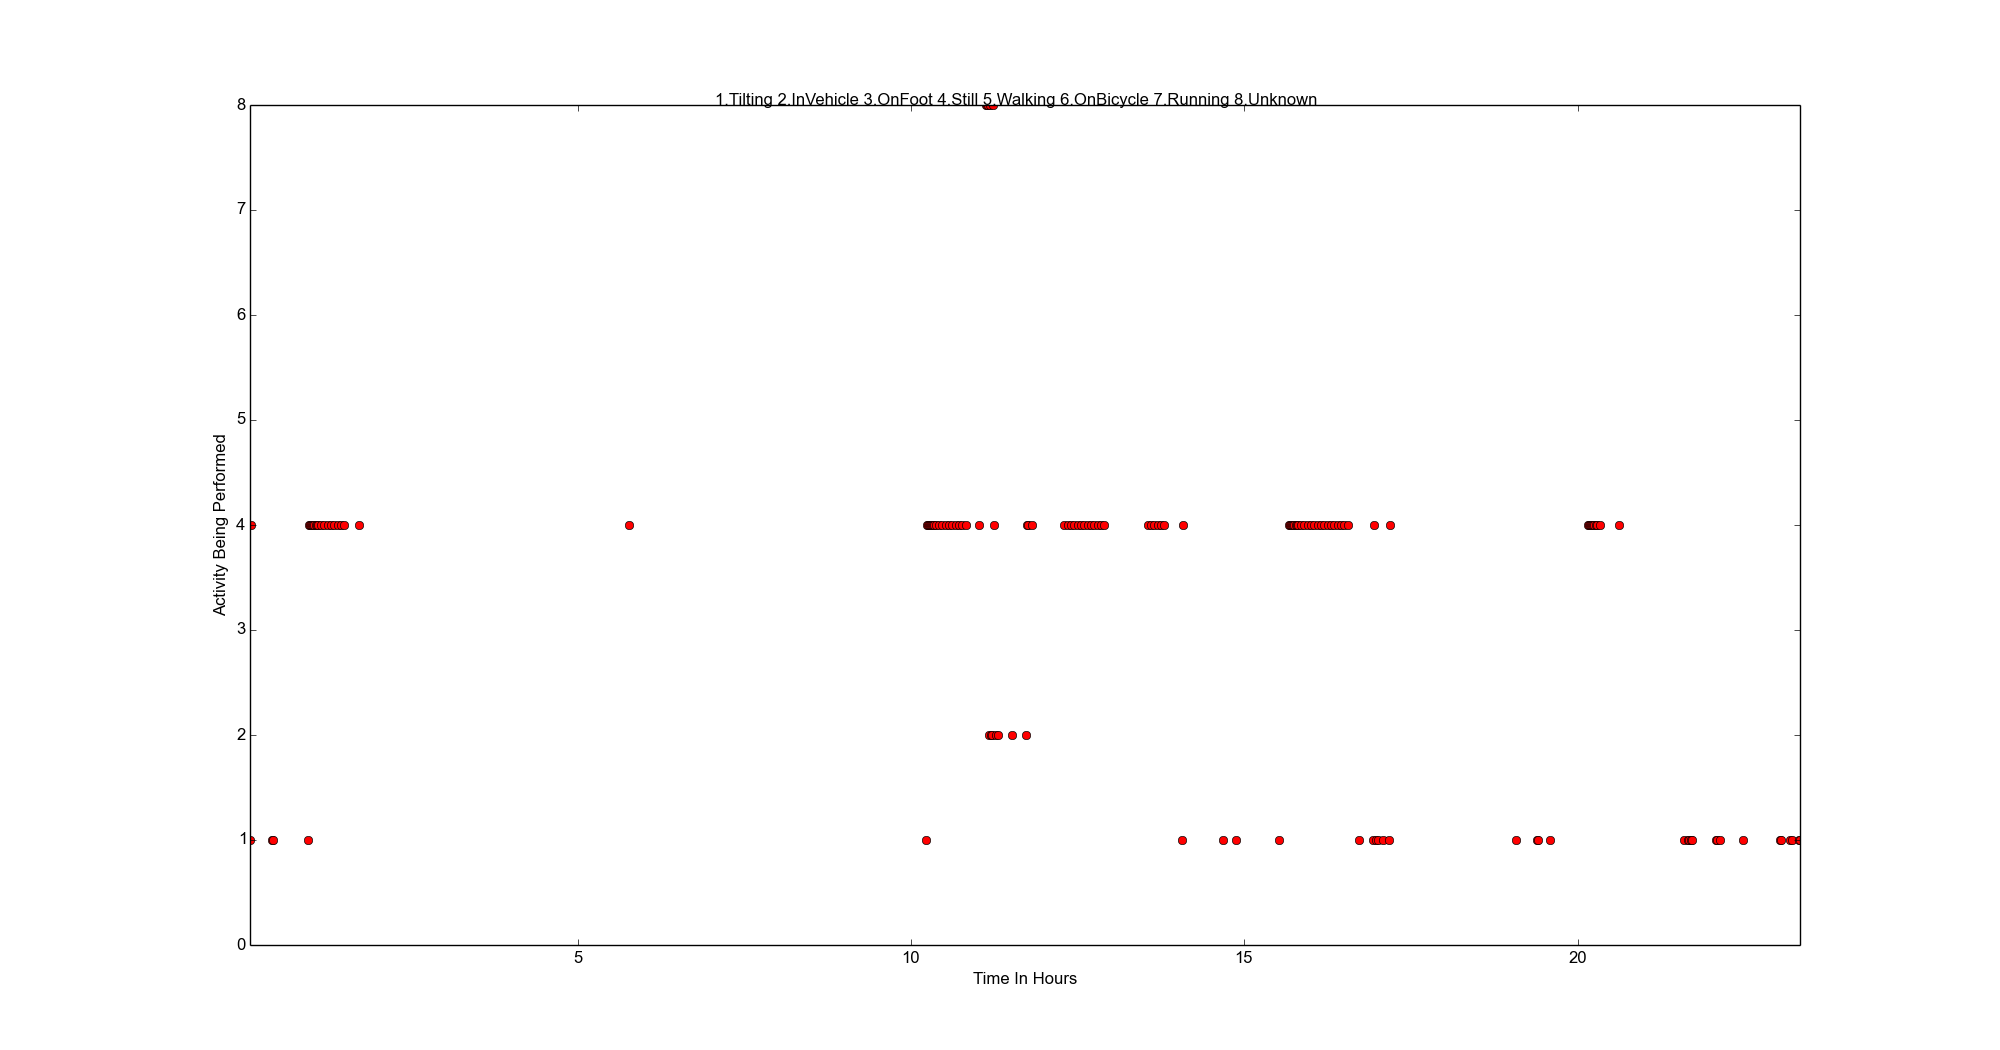 1.Tilting 2.InVehicle 3.OnFoot 4.Still 5.Walking 6.OnBicycle 7.Running 8.Unknown
8
7
6
5
4
3
2
1
0
Activity Being Performed
5 10 15 20
Time In Hours